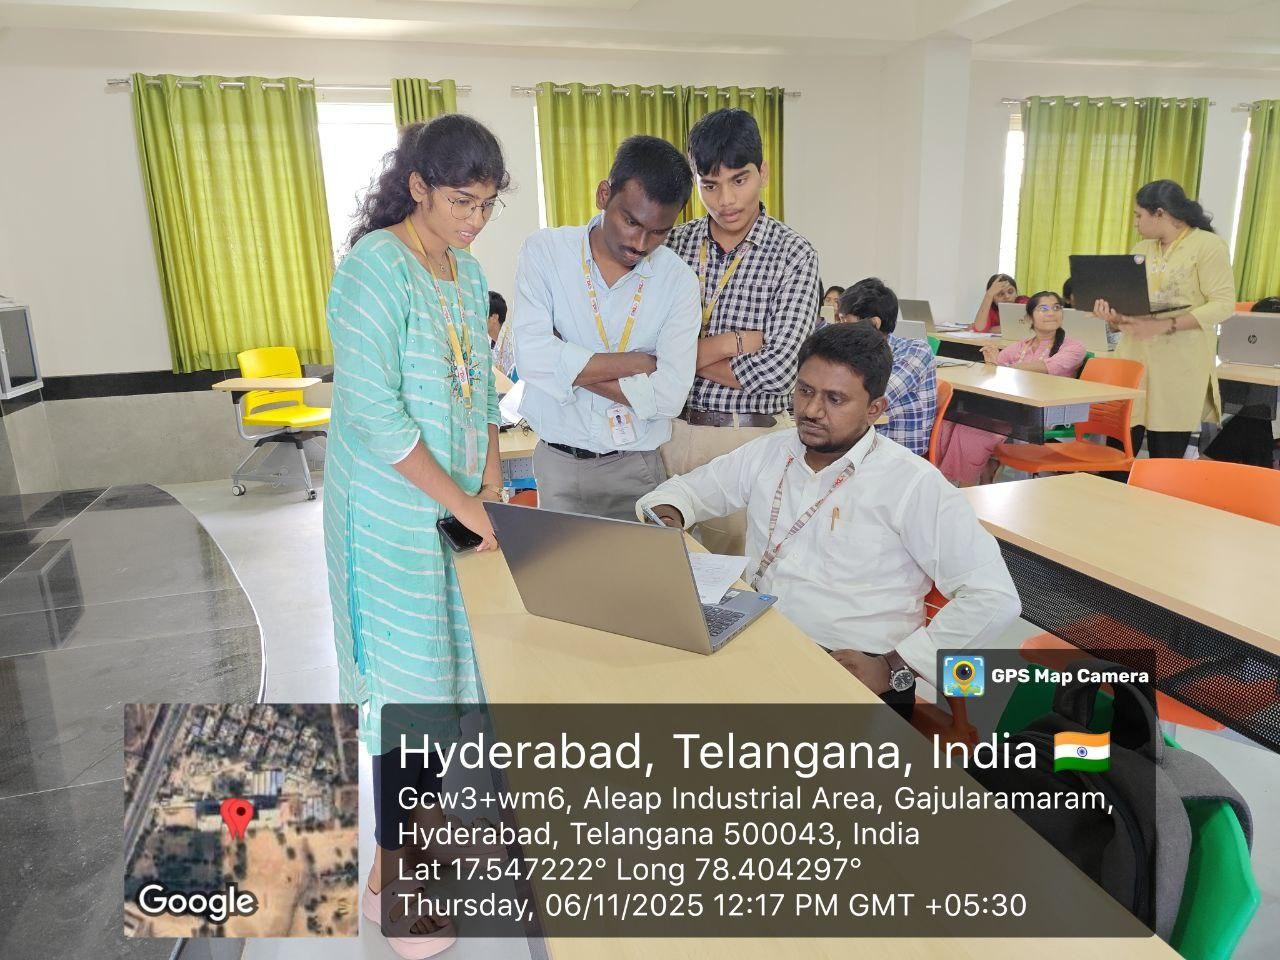 GPS Map Camera
Hyderabad, Telangana, India
Gcw3+wm6, Aleap Industrial Area, Gajularamaram,
Hyderabad, Telangana 500043, India
Lat 17.547222° Long 78.404297°
Thursday, 06/11/2025 12:17 PM GMT +05:30
Google
hp